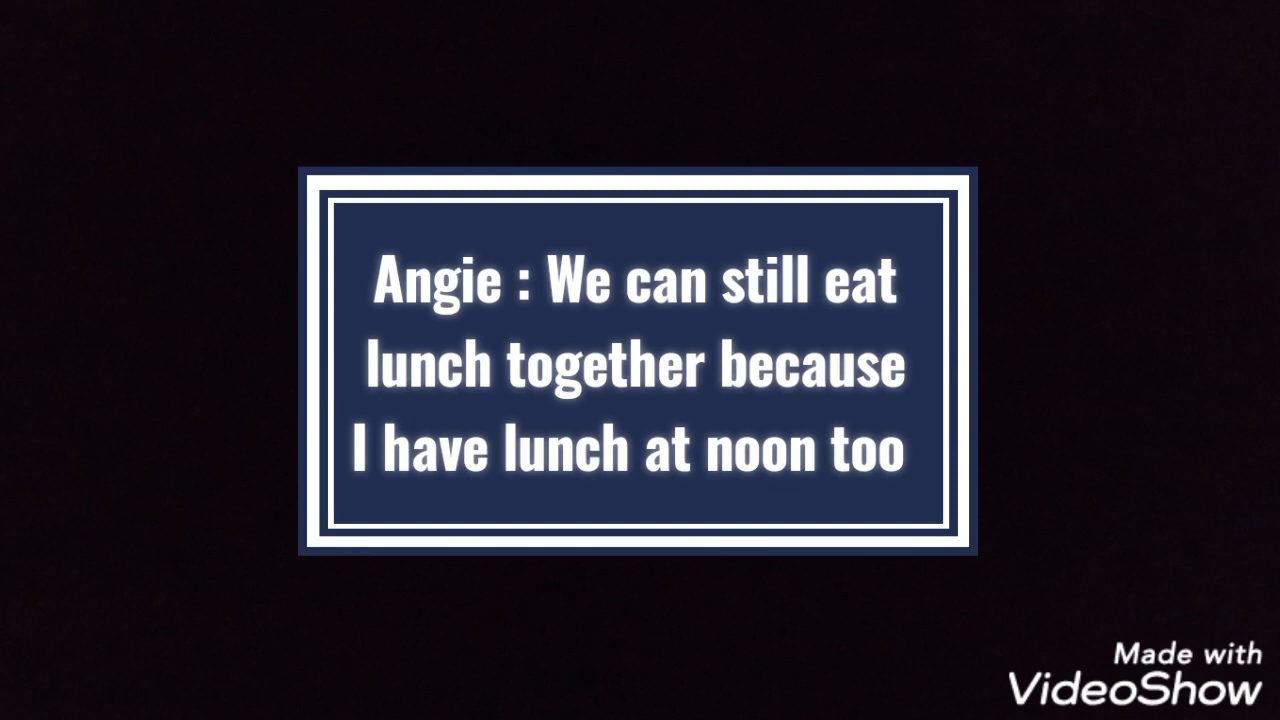 Angie : We can still eat
lunch together because
I have lunch at noon too
Made with
VideoShow